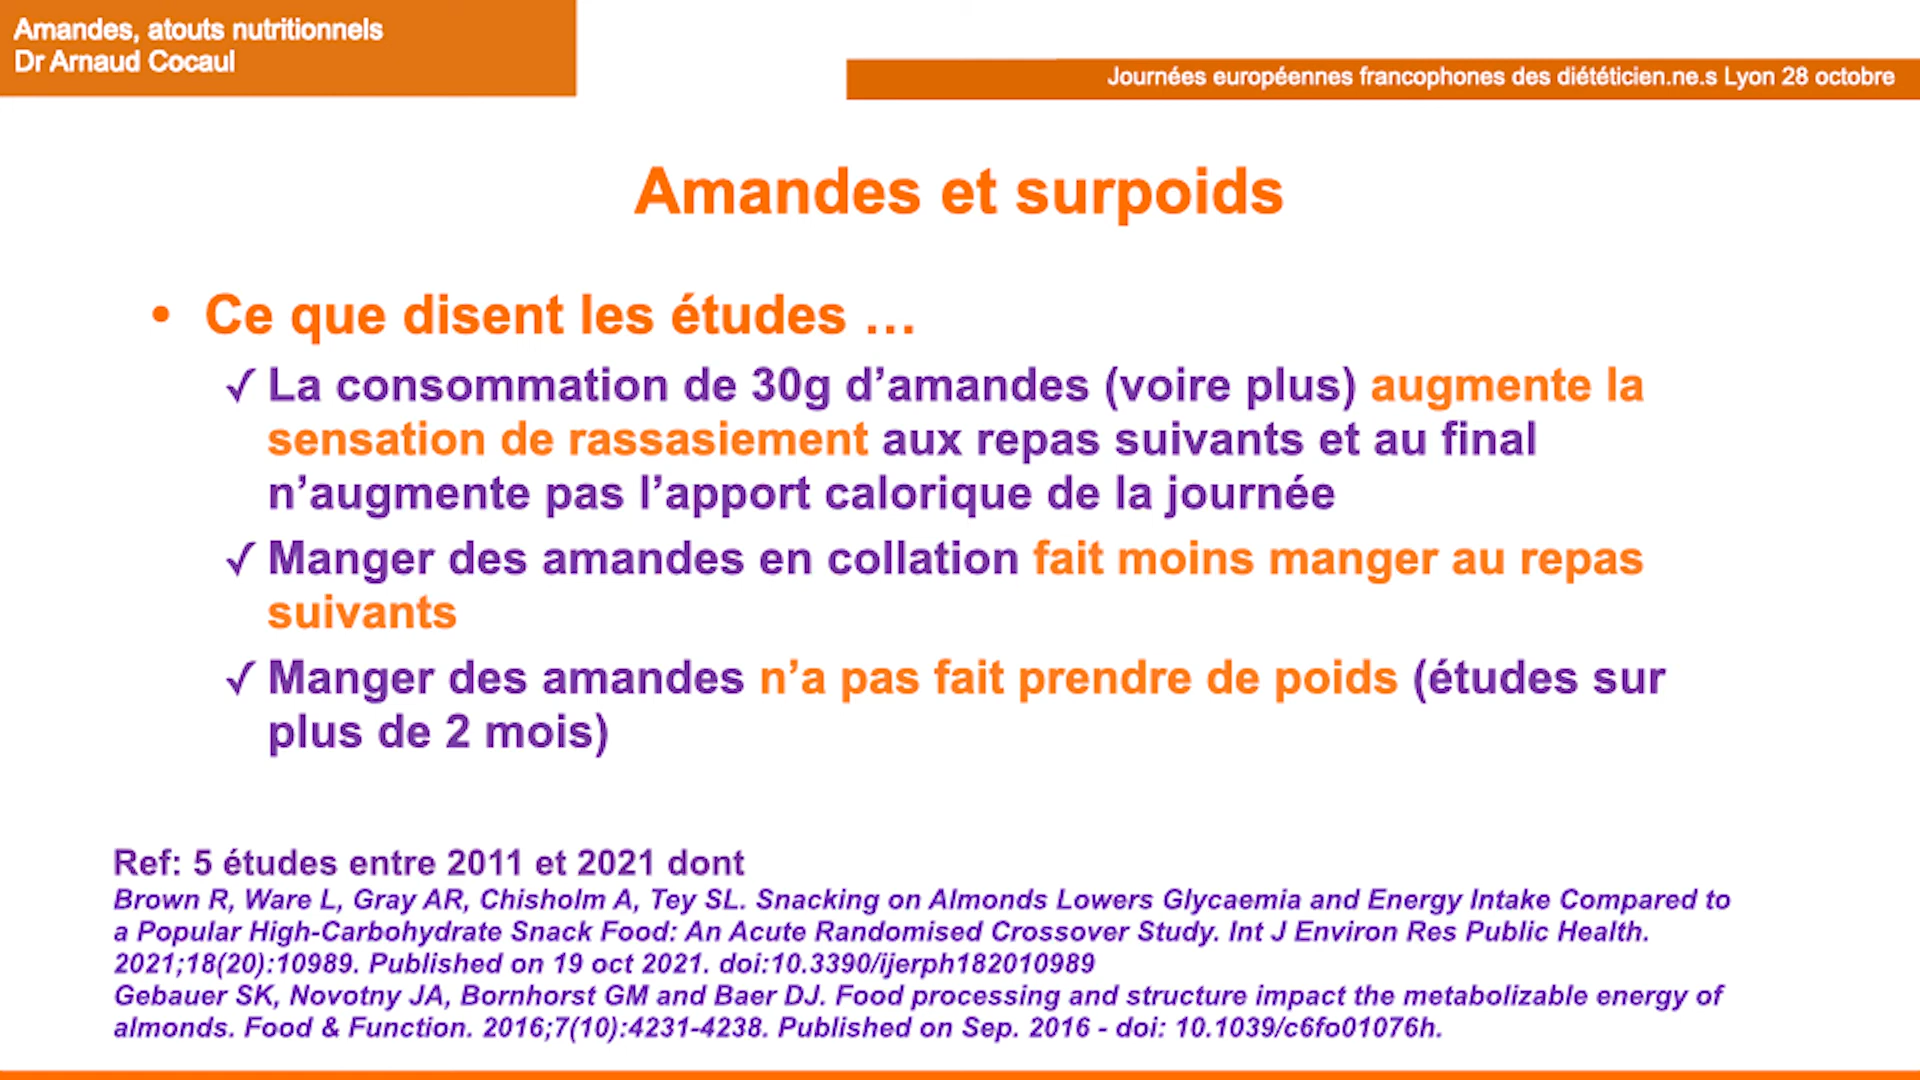 Amandes, atouts nutritionnels
Dr Arnaud Cocaul
Journées européennes francophones des diététicien.ne.s Lyon 28 octobre
Amandes et surpoids
• Ce que disent les études …
✓ La consommation de 30g d’amandes (voire plus) augmente la
sensation de rassasiement aux repas suivants et au final
n’augmente pas l’apport calorique de la journée
✓ Manger des amandes en collation fait moins manger au repas
suivants
✓ Manger des amandes n’a pas fait prendre de poids (études sur
plus de 2 mois)
Ref: 5 études entre 2011 et 2021 dont
Brown R, Ware L, Gray AR, Chisholm A, Tey SL. Snacking on Almonds Lowers Glycaemia and Energy Intake Compared to
a Popular High-Carbohydrate Snack Food: An Acute Randomised Crossover Study. Int J Environ Res Public Health.
2021;18(20):10989. Published on 19 oct 2021. doi:10.3390/ijerph182010989
Gebauer SK, Novotny JA, Bornhorst GM and Baer DJ. Food processing and structure impact the metabolizable energy of
almonds. Food & Function. 2016;7(10):4231-4238. Published on Sep. 2016 - doi: 10.1039/c6fo01076h.